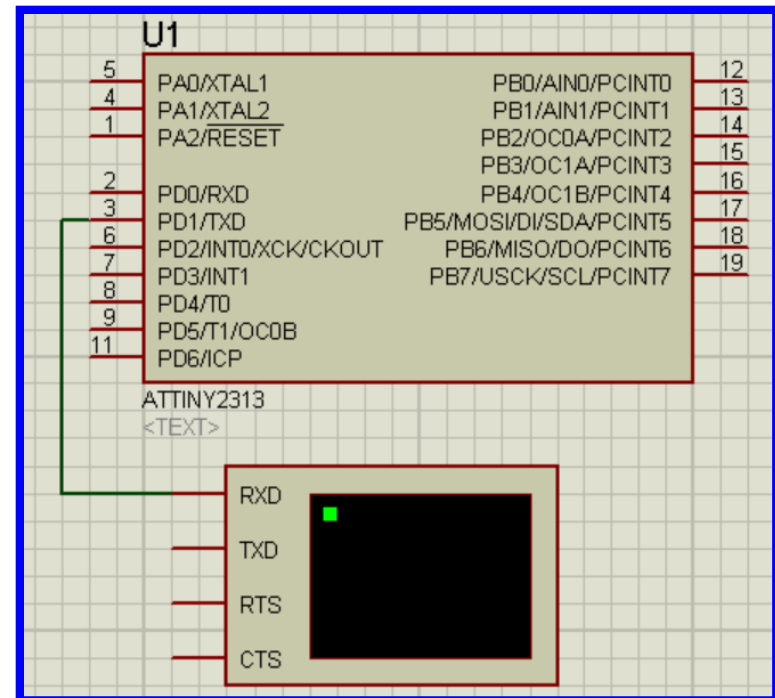 U1
5 PA0/XTAL1 PB0/AIN0/PCINT0 12
4 PA1/XTAL2 PB1/AIN1/PCINT1 13
1 PA2/RESET PB2/OC0A/PCINT2 14
PB3/OC1A/PCINT3 15
2 PD0/RXD PB4/OC1B/PCINT4 16
3 PD1/TXD PB5/MOSI/DI/SDA/PCINT5 17
6 PD2/INT0/XCK/CKOUT PB6/MISO/DO/PCINT6 18
7 PD3/INT1 PB7/USCK/SCL/PCINT7 19
8 PD4/T0
9 PD5/T1/OC0B
11 PD6/ICP
ATTINY2313
<TEXT>
RXD
TXD
RTS
CTS